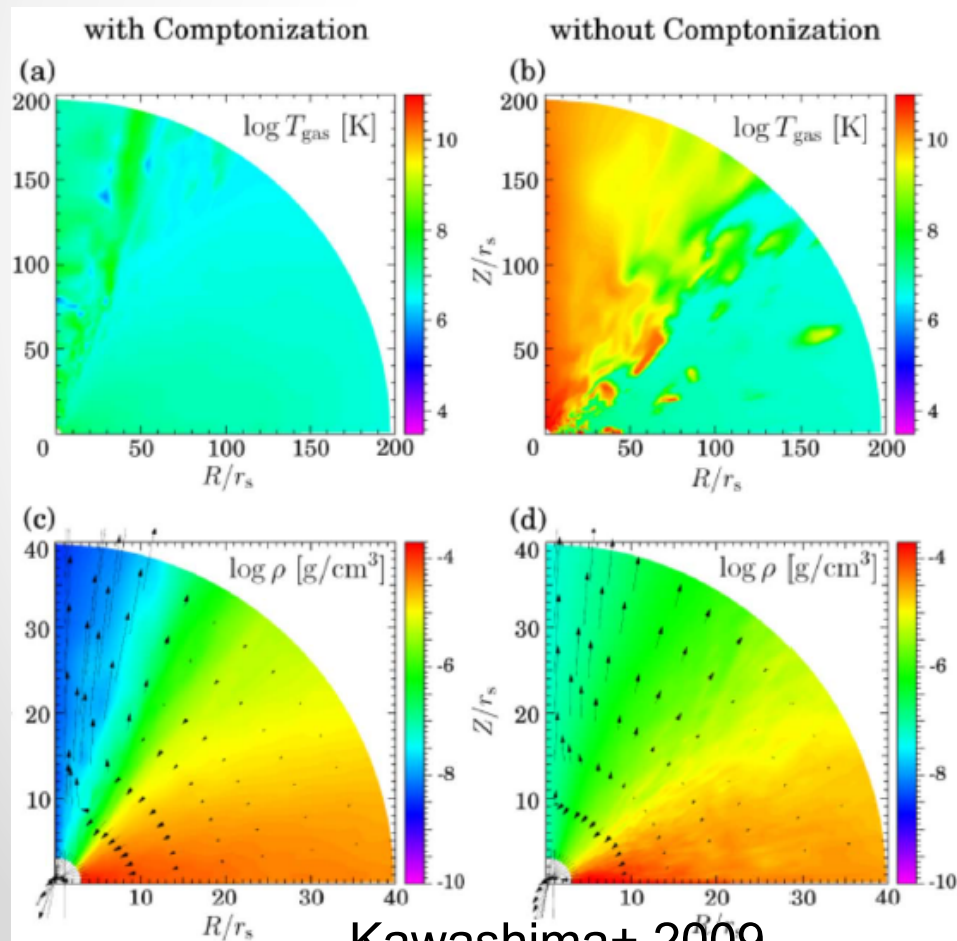 with Comptonization
without Comptonization
(a)
(b)
log T_gas [K]
log T_gas [K]
200
150
100
50
0
50
100
150
200
R/r_s
10
8
6
4
200
150
100
50
0
50
100
150
200
Z/r_s
R/r_s
10
8
6
4
(c)
(d)
log ρ [g/cm³]
log ρ [g/cm³]
40
30
20
10
10
20
30
40
R/r_s
-4
-6
-8
-10
40
30
20
10
10
20
30
40
Z/r_s
R/r_s
-4
-6
-8
-10
Kawashima+ 2009